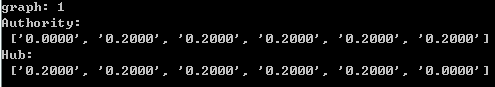 graph: 1
Authority:
['0.0000', '0.2000', '0.2000', '0.2000', '0.2000', '0.2000']
Hub:
['0.2000', '0.2000', '0.2000', '0.2000', '0.2000', '0.0000']